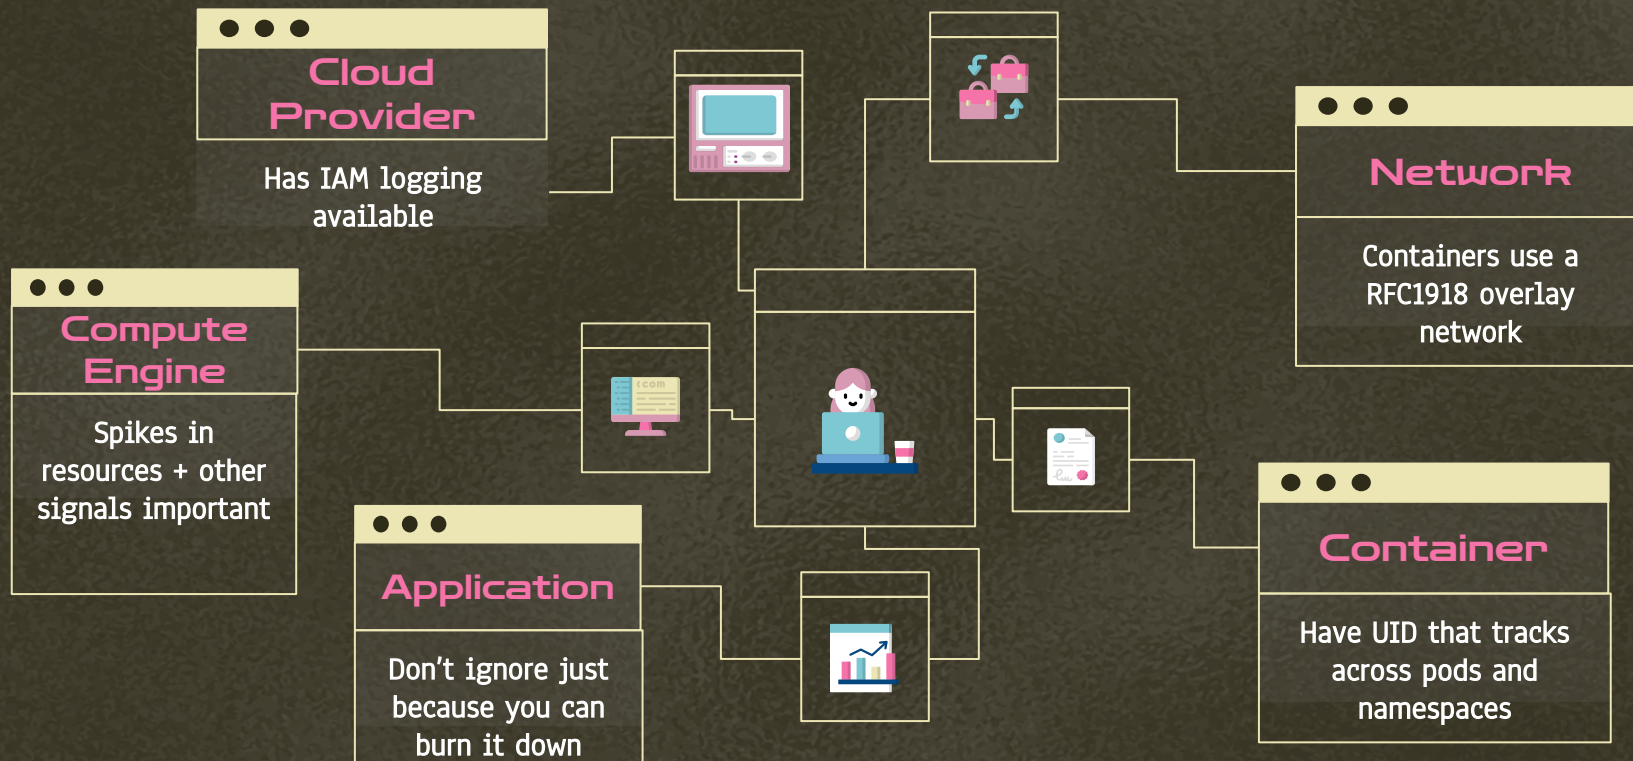 Cloud
Provider
Has IAM logging
available
Network
Containers use a
RFC1918 overlay
network
Compute
Engine
Spikes in
resources + other
signals important
.com
Application
Don't ignore just
because you can
burn it down
Container
Have UID that tracks
across pods and
namespaces